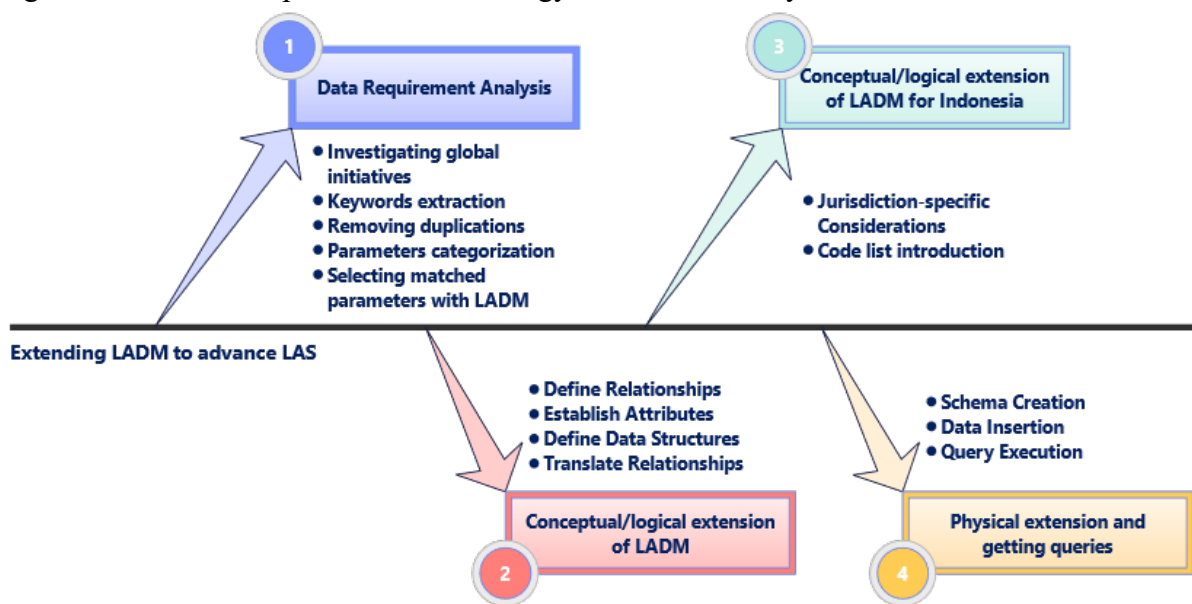 1
Data Requirement Analysis
● Investigating global
initiatives
● Keywords extraction
● Removing duplications
● Parameters categorization
● Selecting matched
parameters with LADM
3
Conceptual/logical extension
of LADM for Indonesia
● Jurisdiction-specific
Considerations
● Code list introduction
Extending LADM to advance LAS
● Define Relationships
● Establish Attributes
● Define Data Structures
● Translate Relationships
Conceptual/logical extension
of LADM
2
● Schema Creation
● Data Insertion
● Query Execution
Physical extension and
getting queries
4